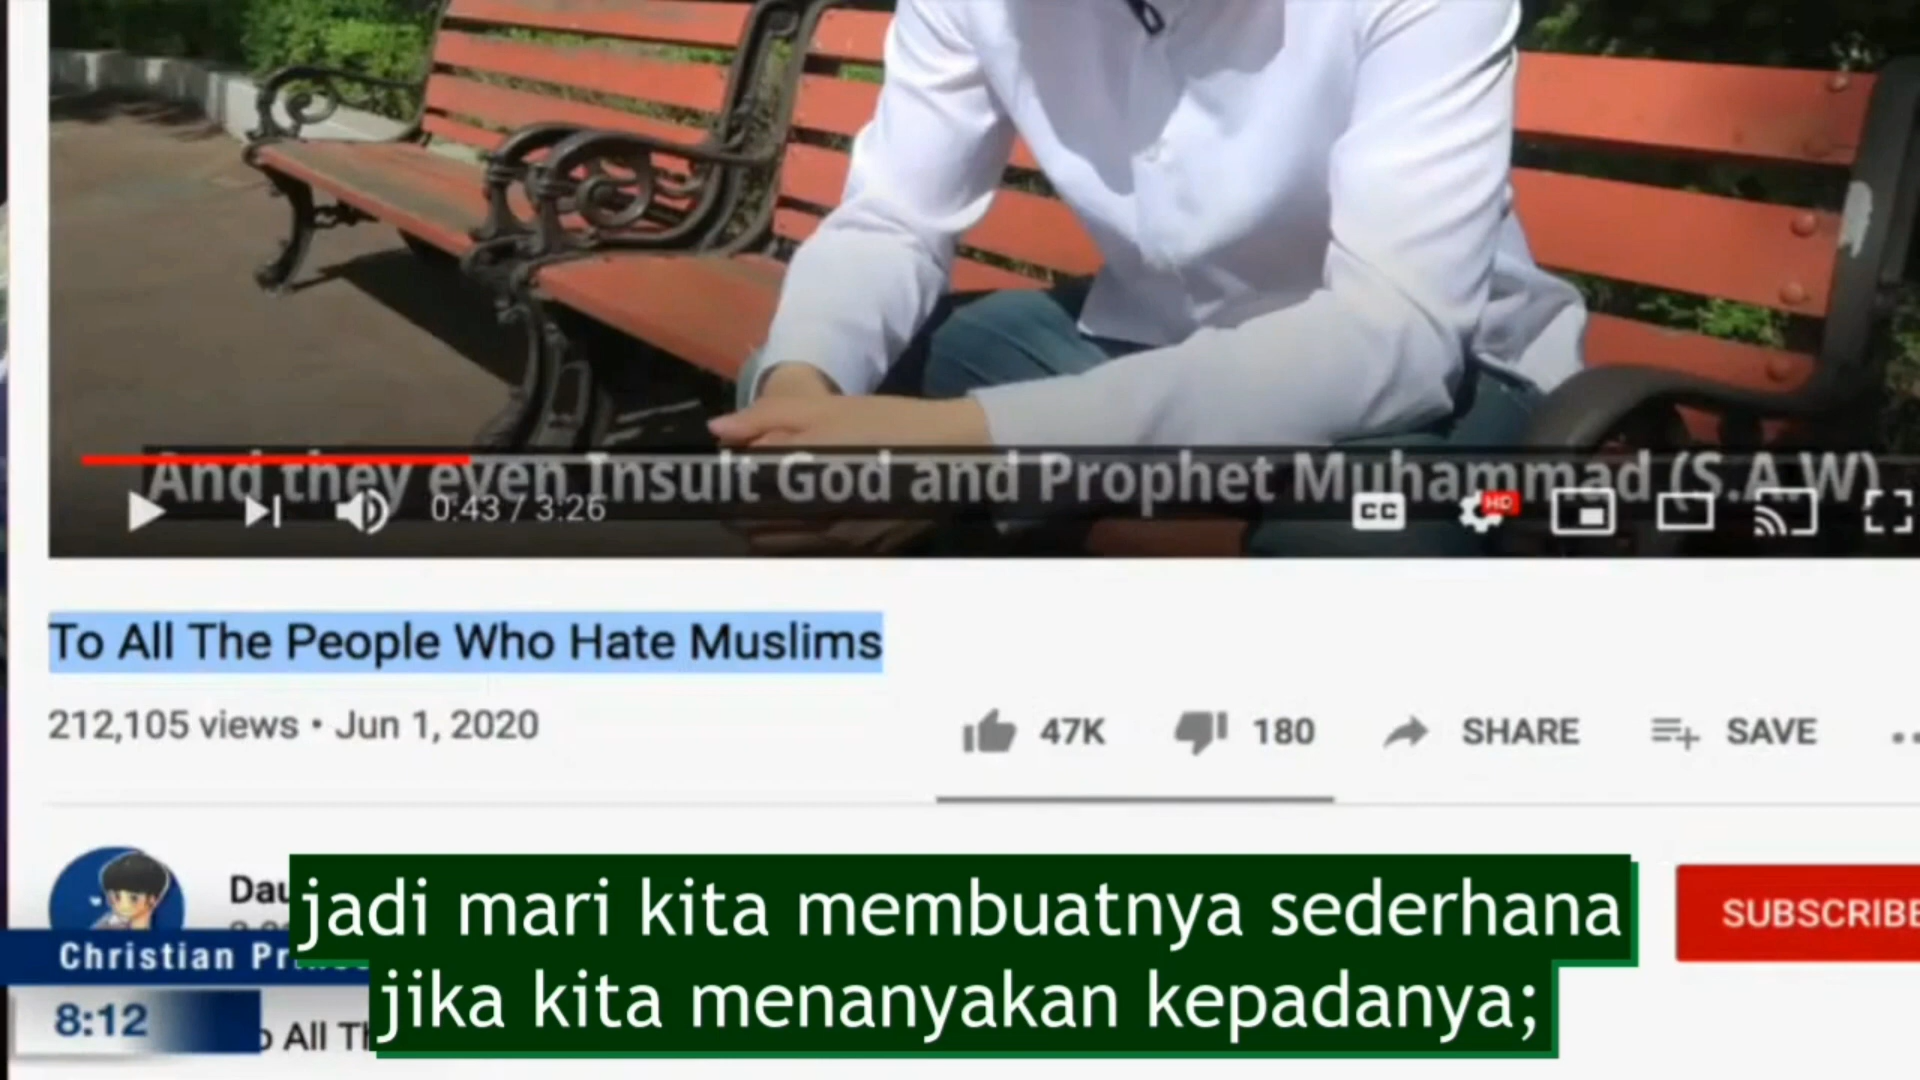 And they even Insult God and Prophet Muhammad (S.A.W)
0:43 / 3:26
CC
HD
To All The People Who Hate Muslims
212,105 views • Jun 1, 2020
47K
180
SHARE
SAVE
SUBSCRIBE
jadi mari kita membuatnya sederhana
jika kita menanyakan kepadanya;
Christian
8:12
All